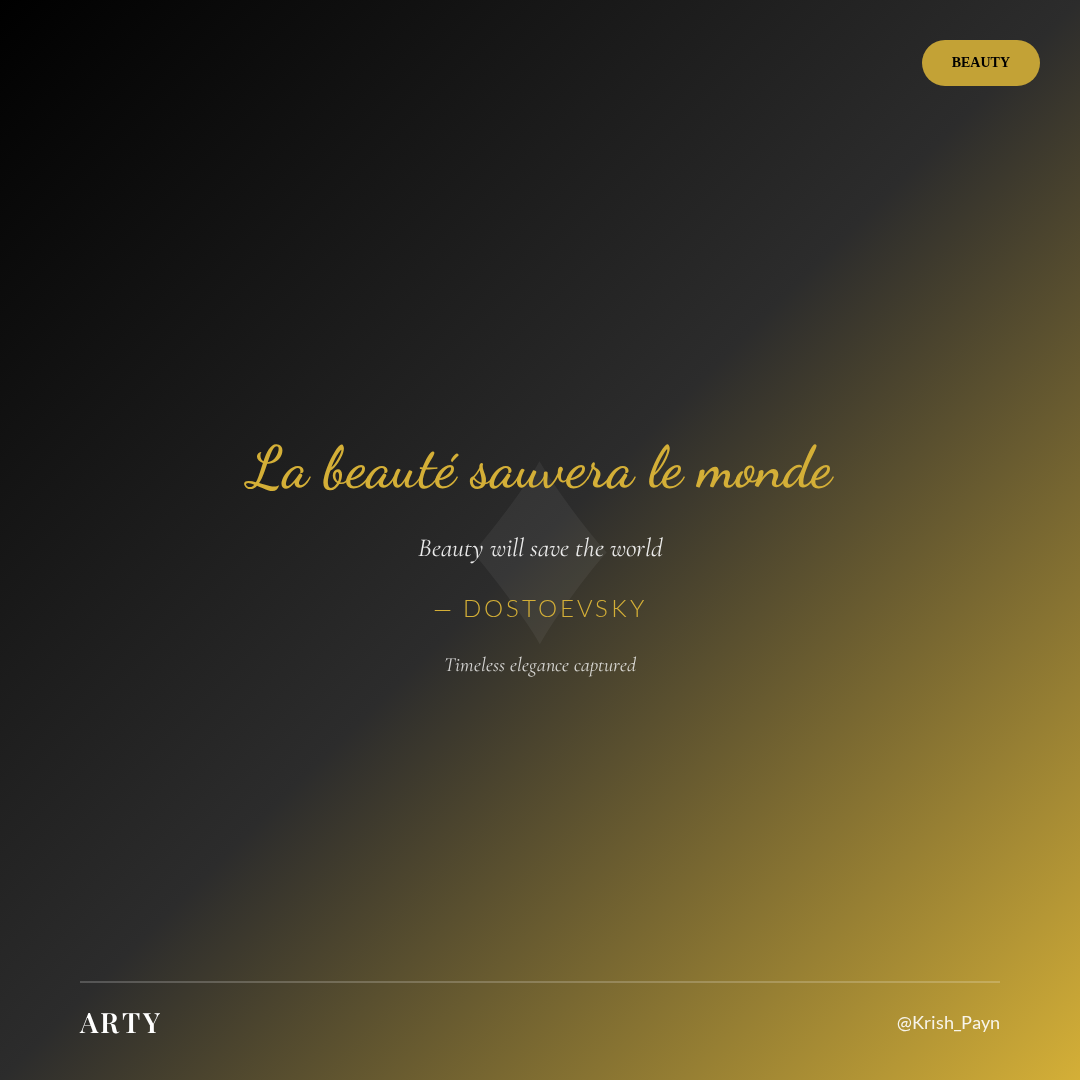 BEAUTY
La beauté sauvera le monde
Beauty will save the world
— DOSTOEVSKY
Timeless elegance captured
ARTY
@Krish_Payn